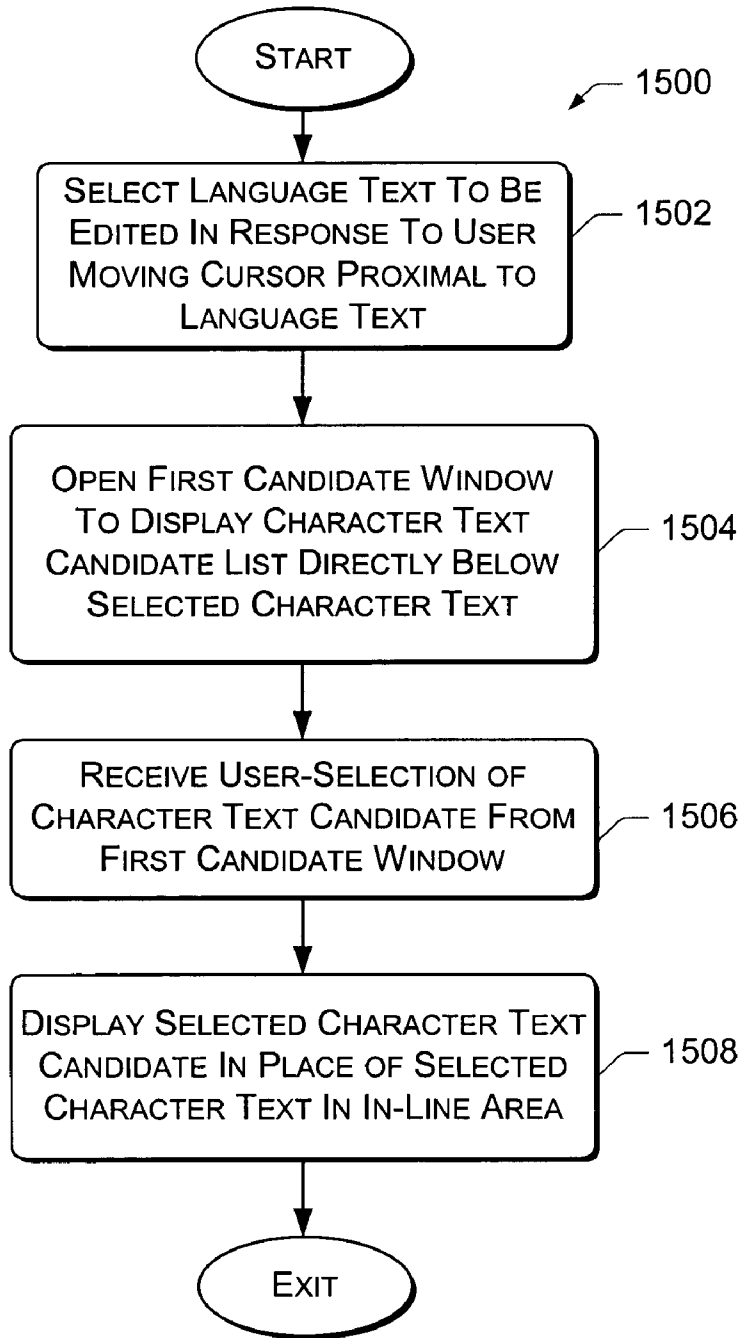 START
1500
SELECT LANGUAGE TEXT TO BE
EDITED IN RESPONSE TO USER
MOVING CURSOR PROXIMAL TO
LANGUAGE TEXT
1502
OPEN FIRST CANDIDATE WINDOW
TO DISPLAY CHARACTER TEXT
CANDIDATE LIST DIRECTLY BELOW
SELECTED CHARACTER TEXT
1504
RECEIVE USER-SELECTION OF
CHARACTER TEXT CANDIDATE FROM
FIRST CANDIDATE WINDOW
1506
DISPLAY SELECTED CHARACTER TEXT
CANDIDATE IN PLACE OF SELECTED
CHARACTER TEXT IN IN-LINE AREA
1508
EXIT